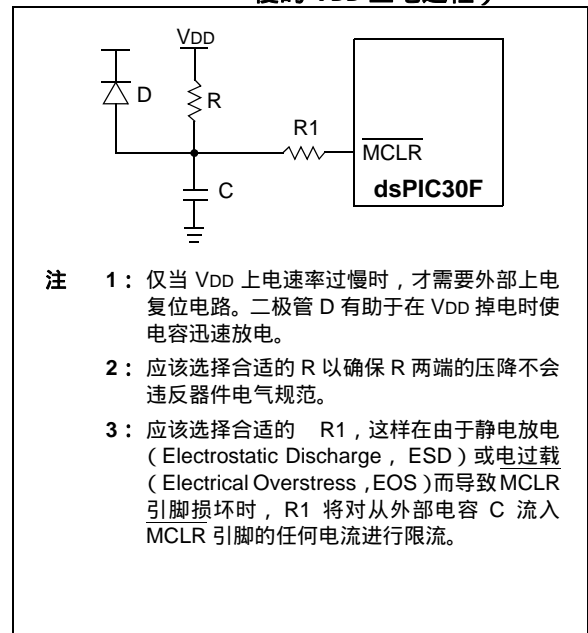 慢的 VDD 上电过程)
VDD
D
R
R1
MCLR
C
dsPIC30F
注 1: 仅当 VDD 上电速率过慢时,才需要外部上电
复位电路。二极管 D 有助于在 VDD 掉电时使
电容迅速放电。
2: 应该选择合适的 R 以确保 R 两端的压降不会
违反器件电气规范。
3: 应该选择合适的 R1,这样在由于静电放电
(Electrostatic Discharge,ESD)或电过载
(Electrical Overstress,EOS)而导致MCLR
引脚损坏时,R1 将对从外部电容 C 流入
MCLR 引脚的任何电流进行限流。